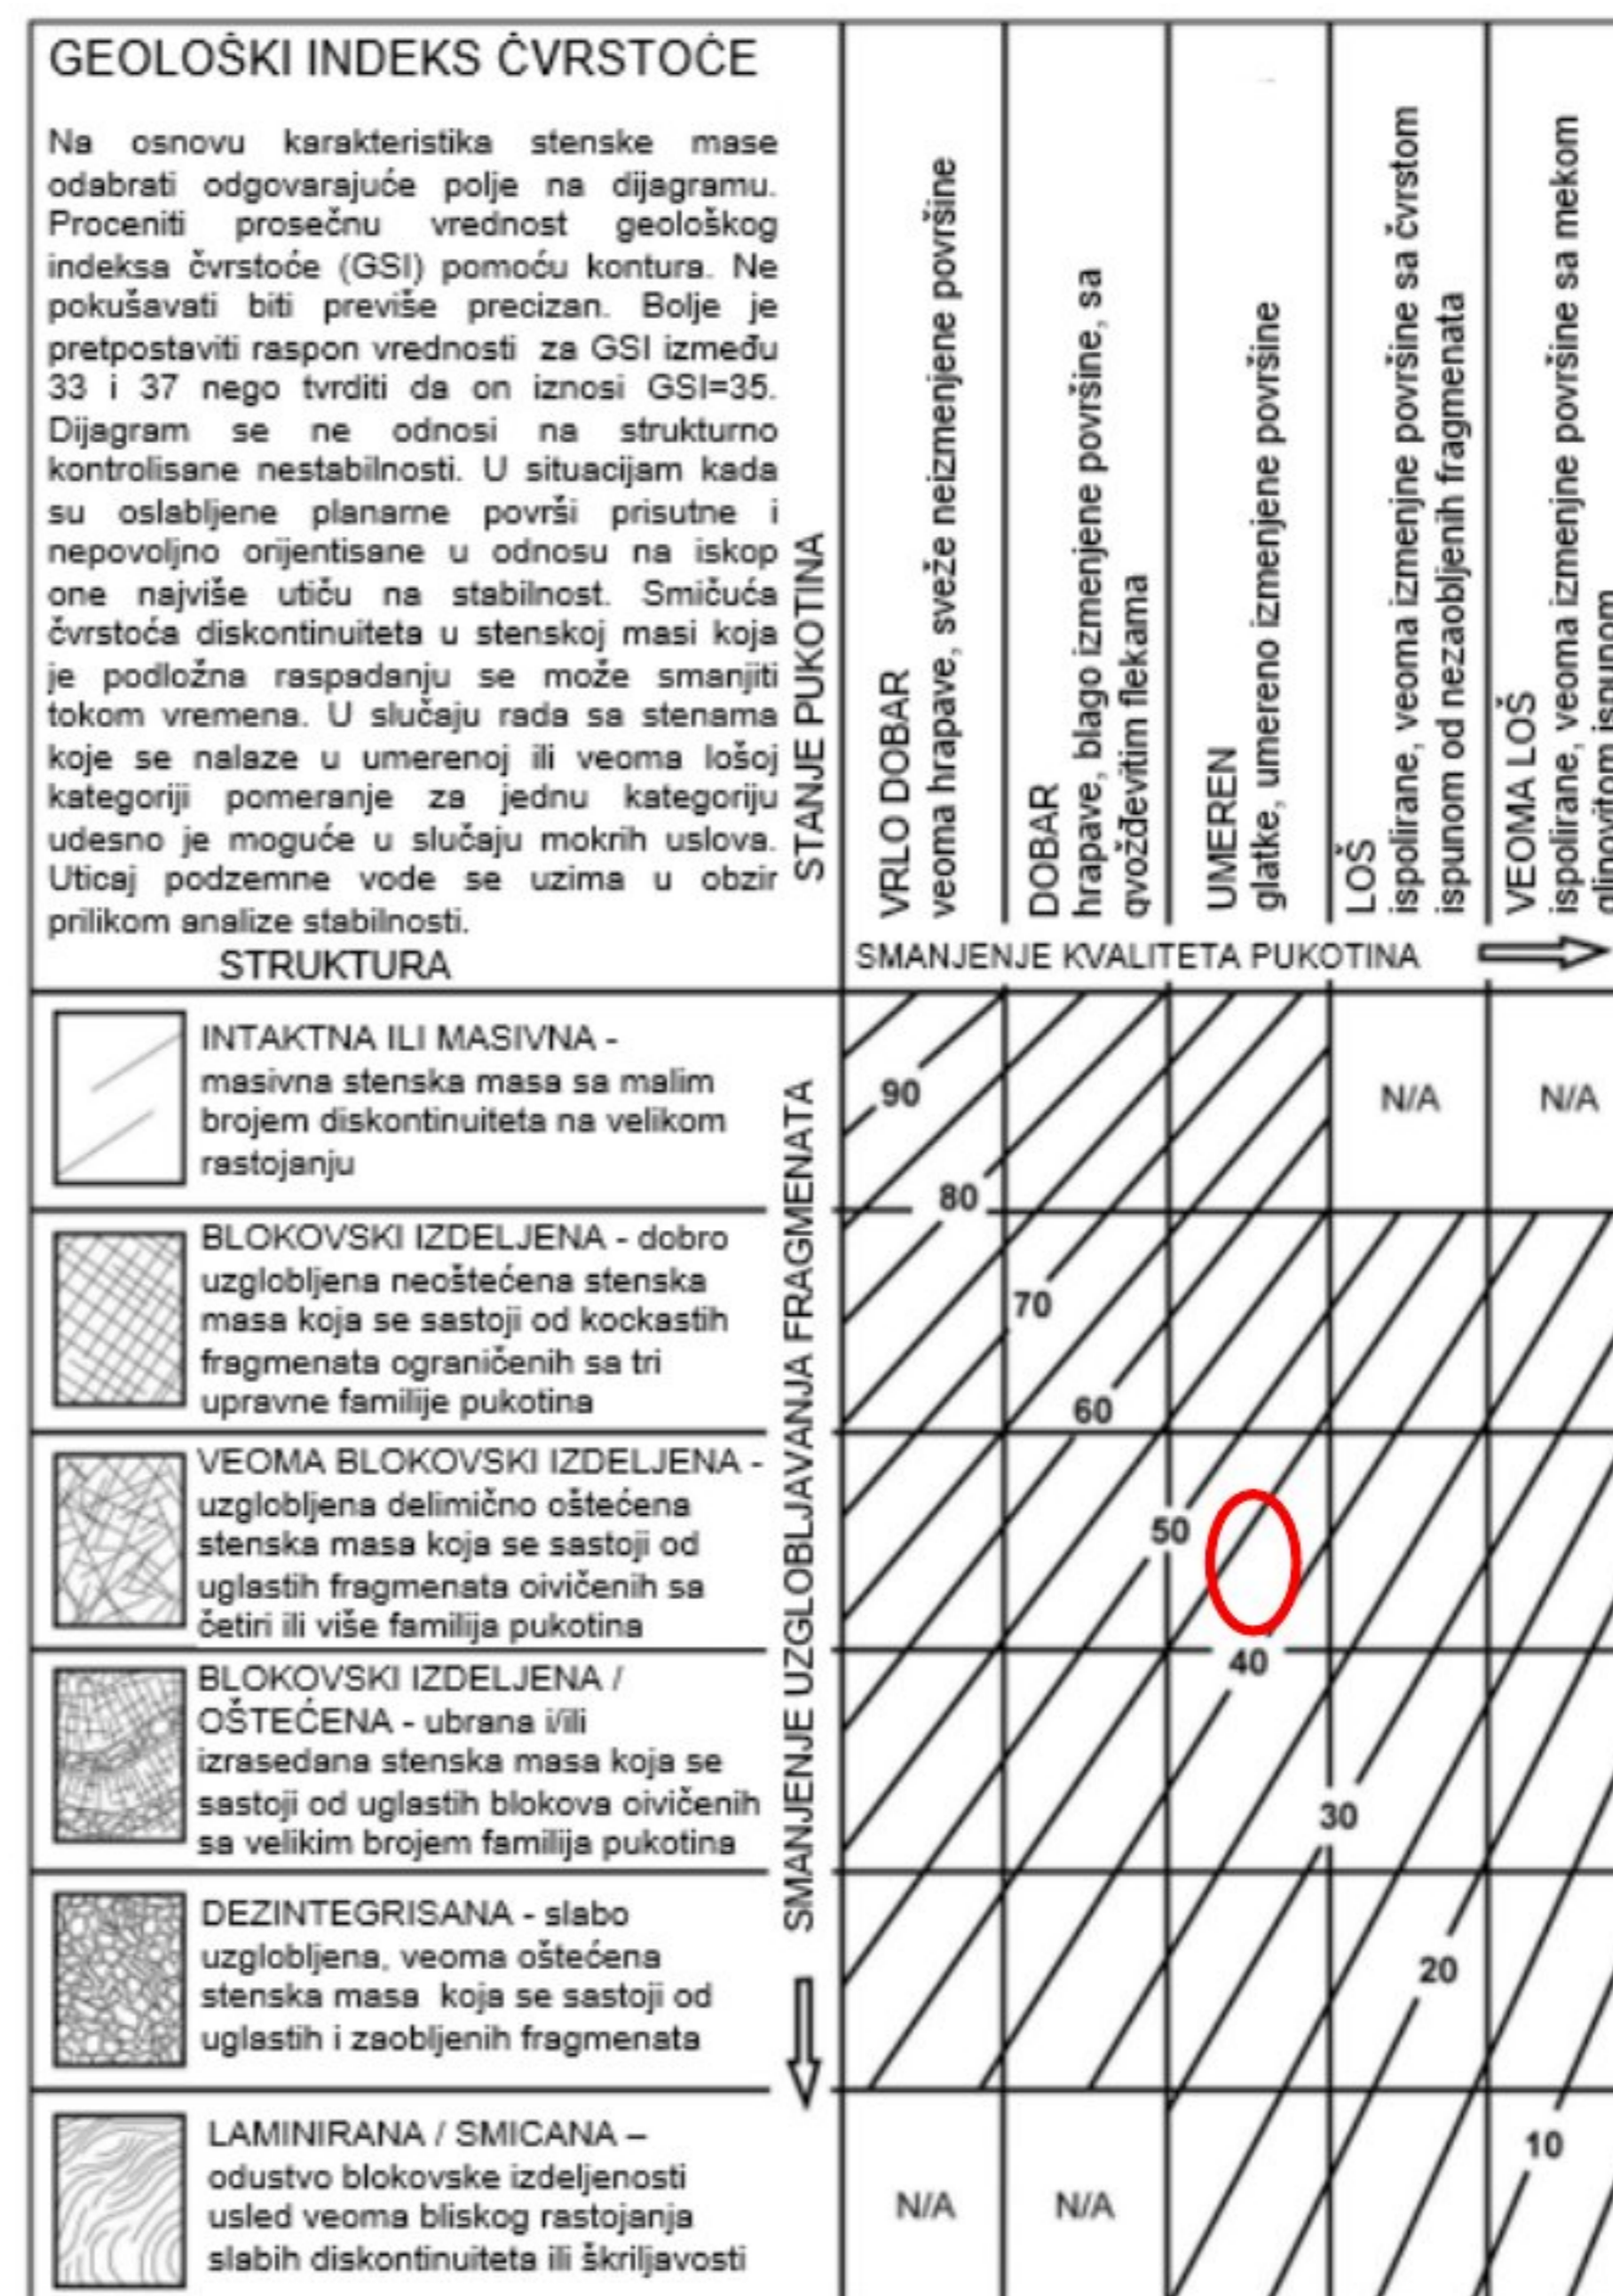 GEOLOŠKI INDEKS ČVRSTOĆE
Na osnovu karakteristika stenske mase
odabrati odgovarajuće polje na dijagramu.
Proceniti prosečnu vrednost geološkog
indeksa čvrstoće (GSI) pomoću kontura. Ne
pokušavati biti previše precizan. Bolje je
pretpostaviti raspon vrednosti za GSI između
33 i 37 nego tvrditi da on iznosi GSI=35.
Dijagram se ne odnosi na strukturno
kontrolisane nestabilnosti. U situacijam kada
su oslabljene planarne površi prisutne i
nepovoljno orijentisane u odnosu na iskop
one najviše utiču na stabilnost. Smičuća
čvrstoća diskontinuiteta u stenskoj masi koja
je podložna raspadanju se može smanjiti
tokom vremena. U slučaju rada sa stenama
koje se nalaze u umerenoj ili veoma lošoj
kategoriji pomeranje za jednu kategoriju
udesno je moguće u slučaju mokrih uslova.
Uticaj podzemne vode se uzima u obzir
prilikom analize stabilnosti.
STRUKTURA
STANJE PUKOTINA
VRLO DOBAR
veoma hrapave, sveže neizmenjene površine
DOBAR
hrapave, blago izmenjene površine, sa
gvoždevitim flekama
UMEREN
glatke, umereno izmenjene površine
LOŠ
ispolirane, veoma izmenjne površine sa čvrstom
ispunom od nezaobljenih fragmenata
VEOMA LOŠ
ispolirane, veoma izmenjne površine sa mekom
glinovitom ispunom
SMANJENJE KVALITETA PUKOTINA
SMANJENJE UZGLOBLJAVANJA FRAGMENATA
INTAKTNA ILI MASIVNA -
masivna stenska masa sa malim
brojem diskontinuiteta na velikom
rastojanju
90
N/A
N/A
80
BLOKOVSKI IZDELJENA - dobro
uzglobljena neoštećena stenska
masa koja se sastoji od kockastih
fragmenata ograničenih sa tri
upravne familije pukotina
70
60
VEOMA BLOKOVSKI IZDELJENA -
uzglobljena delimično oštećena
stenska masa koja se sastoji od
uglastih fragmenata oivičenih sa
četiri ili više familija pukotina
50
40
BLOKOVSKI IZDELJENA /
OŠTEĆENA - ubrana i/ili
izrasedana stenska masa koja se
sastoji od uglastih blokova oivičenih
sa velikim brojem familija pukotina
30
DEZINTEGRISANA - slabo
uzglobljena, veoma oštećena
stenska masa koja se sastoji od
uglastih i zaobljenih fragmenata
20
LAMINIRANA / SMICANA –
odustvo blokovske izdeljenosti
usled veoma bliskog rastojanja
slabih diskontinuiteta ili škriljavosti
N/A
N/A
10